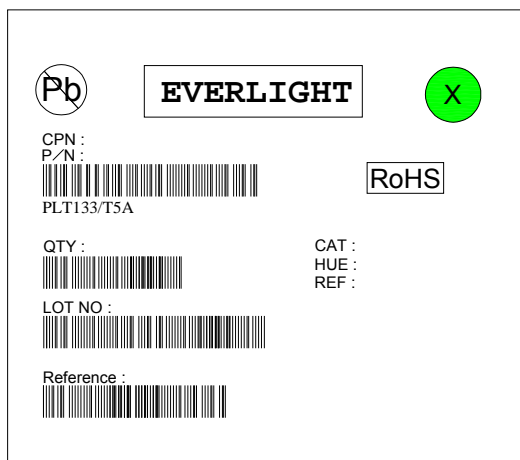 Pb
EVERLIGHT
X
CPN :
P/N :
RoHS
PLT133/T5A
QTY :
CAT :
HUE :
REF :
LOT NO :
Reference :